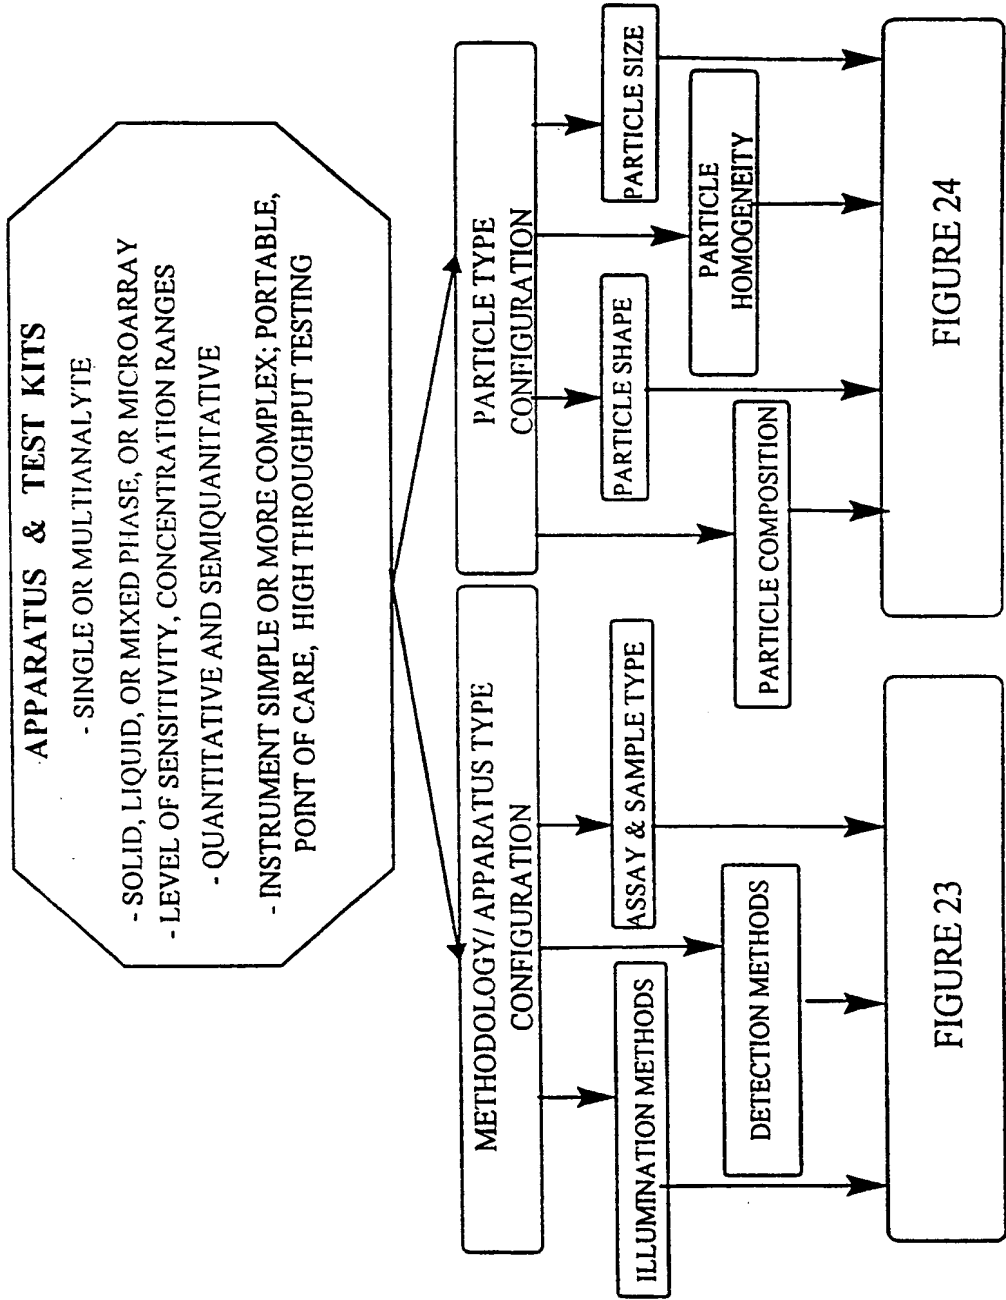 APPARATUS & TEST KITS
- SINGLE OR MULTIANALYTE
- SOLID, LIQUID, OR MIXED PHASE, OR MICROARRAY
- LEVEL OF SENSITIVITY, CONCENTRATION RANGES
- QUANTITATIVE AND SEMIQUANITATIVE
- INSTRUMENT SIMPLE OR MORE COMPLEX; PORTABLE,
POINT OF CARE, HIGH THROUGHPUT TESTING
METHODOLOGY/ APPARATUS TYPE
CONFIGURATION
PARTICLE TYPE
CONFIGURATION
ILLUMINATION METHODS
ASSAY & SAMPLE TYPE
DETECTION METHODS
PARTICLE COMPOSITION
PARTICLE SHAPE
PARTICLE
HOMOGENEITY
PARTICLE SIZE
FIGURE 23
FIGURE 24